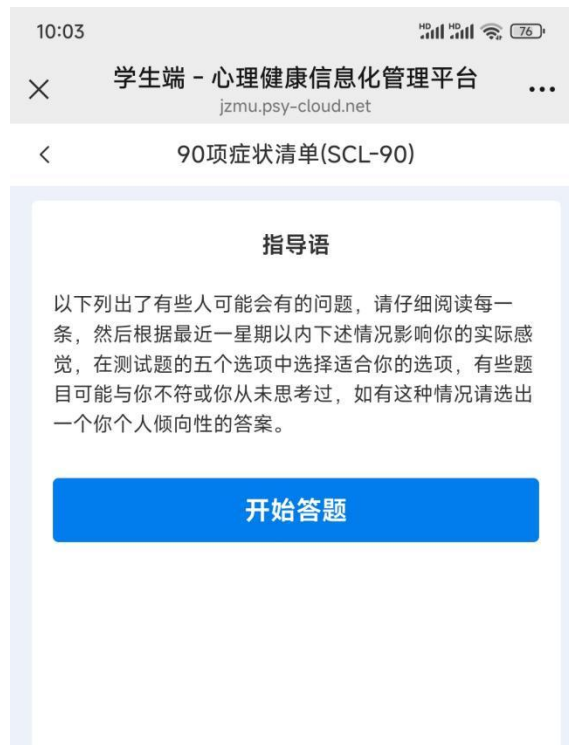 10:03
HD HD 76
学生端 - 心理健康信息化管理平台
jzmu.psy-cloud.net
90项症状清单(SCL-90)
指导语
以下列出了有些人可能会有的问题，请仔细阅读每一
条，然后根据最近一星期以内下述情况影响你的实际感
觉，在测试题的五个选项中选择适合你的选项，有些题
目可能与你不符或你从未思考过，如有这种情况请选出
一个你个人倾向性的答案。
开始答题